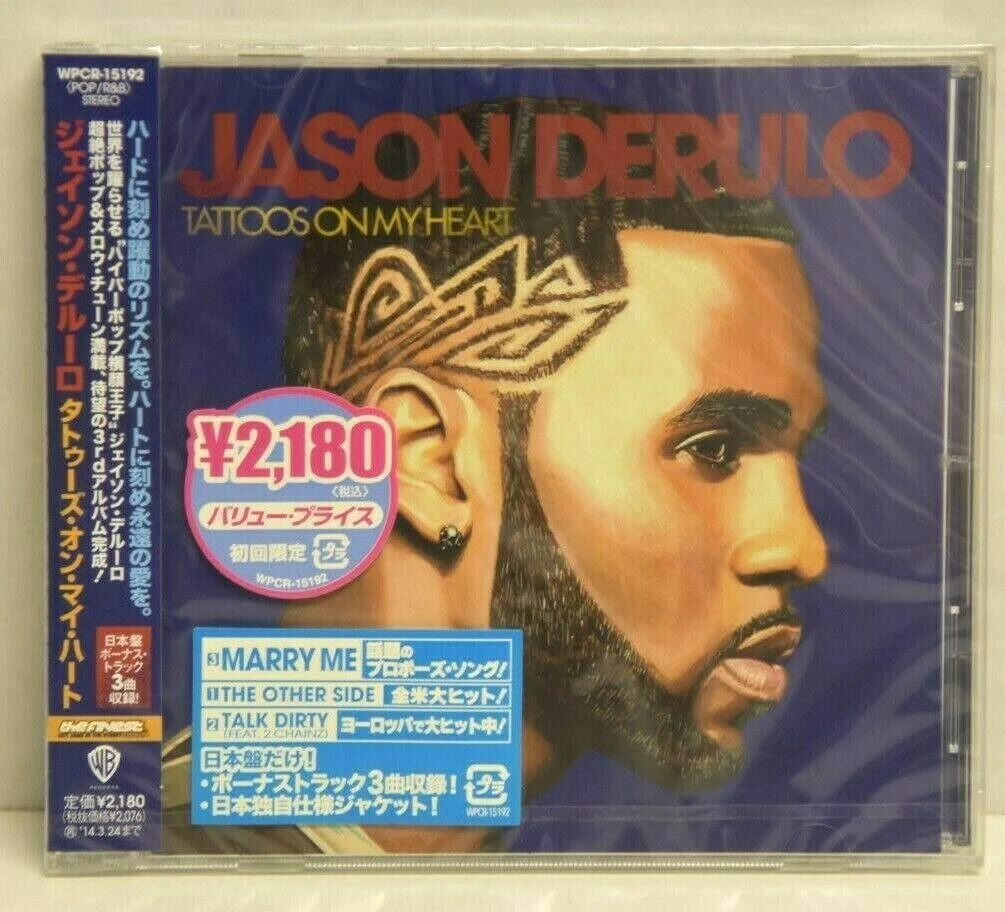 WPCR-15192
〈POP/R&B〉
STEREO
ハードに刻め躍動のリズムを。ハートに刻め永遠の愛を。
世界を躍らせる“ハイパーポップ横顔王子”ジェイソン・デルーロ
超絶ポップ&メロウ・チューン満載、待望の3rdアルバム完成!
ジェイソン・デルーロ タトゥーズ・オン・マイ・ハート
日本盤
ボーナス・
トラック
3曲
収録!
the FINEST
WB
定価¥2,180
(税抜価格¥2,076)
'14.3.24まで
JASON DERULO
TATTOOS ON MY HEART
¥2,180
〈税込〉
バリュー・プライス
初回限定 プラ
WPCR-15192
3 MARRY ME 話題のプロポーズ・ソング!
1 THE OTHER SIDE 全米大ヒット!
2 TALK DIRTY (FEAT. 2 CHAINZ) ヨーロッパで大ヒット中!
日本盤だけ!
・ボーナストラック3曲収録!
・日本独自仕様ジャケット!
プラ
WPCR-15192